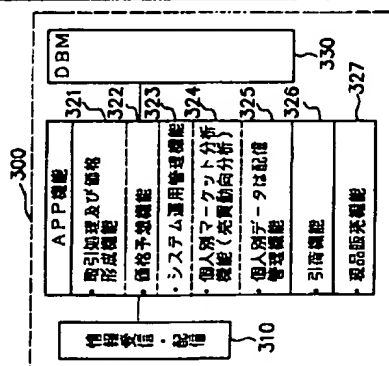 300
DBM
330
APP機能
・取引処理及び価格
形成機能
321
・価格予想機能
322
・システム運用管理機能
323
・個人別マーケット分析
機能(売買動向分析)
324
・個人別データは配信
管理機能
325
・引荷機能
326
・現品販売機能
327
情報受信・配信
310